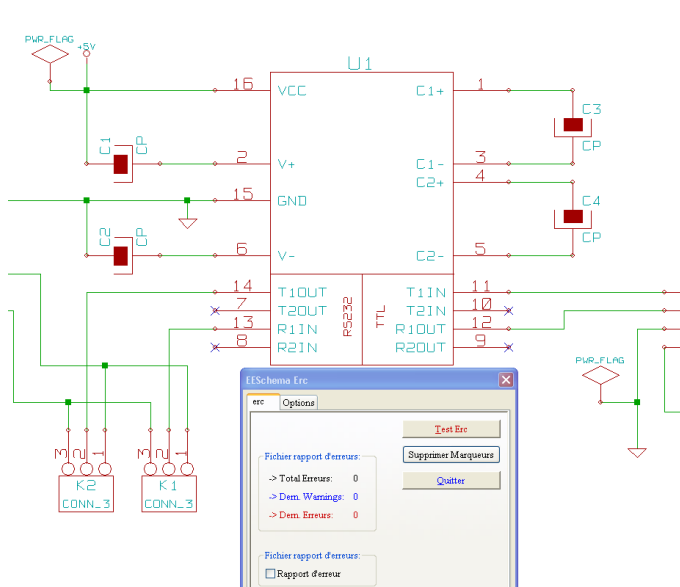 PWR_FLAG
+5V
U1
16 VCC C1+ 1
C3
CP
C1 CP
2 V+ C1- 3
C2+ 4
15 GND
C4
CP
C2 CP
6 V- C2- 5
14 T1OUT T1IN 11
7 T2OUT T2IN 10
13 R1IN R1OUT 12
8 R2IN R2OUT 9
RS232 TTL
PWR_FLAG
EESchema Erc
erc Options
Test Erc
Fichier rapport d'erreurs:
Supprimer Marqueurs
-> Total Erreurs: 0
Quitter
-> Dern. Warnings: 0
-> Dern. Erreurs: 0
Fichier rapport d'erreurs:
Rapport d'erreur
3 2 1
K2
CONN_3
3 2 1
K1
CONN_3